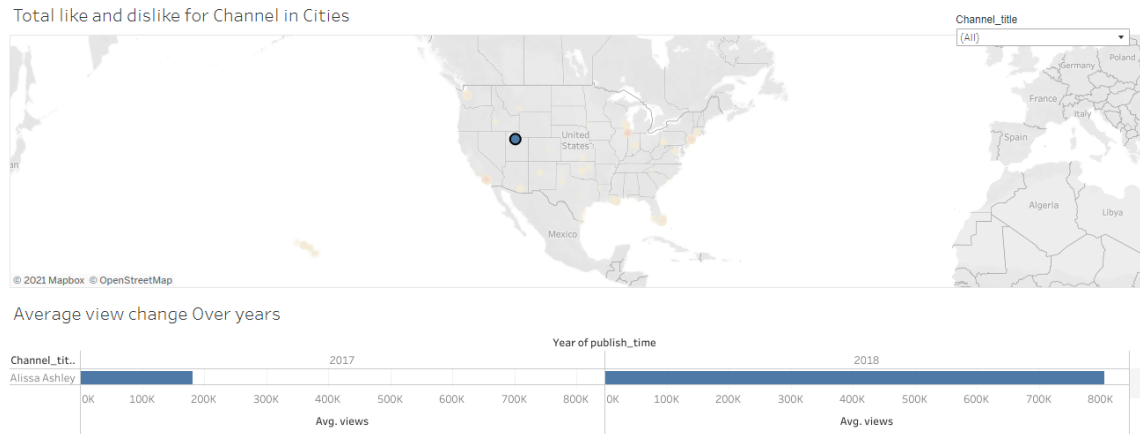 Total like and dislike for Channel in Cities
Channel_title
(All)
Poland
Germany
France
Italy
Spain
United
States
an
Algeria
Libya
Mexico
© 2021 Mapbox © OpenStreetMap
Average view change Over years
Year of publish_time
Channel_tit.. 2017 2018
Alissa Ashley
0K 100K 200K 300K 400K 500K 600K 700K 800K 0K 100K 200K 300K 400K 500K 600K 700K 800K
Avg. views Avg. views